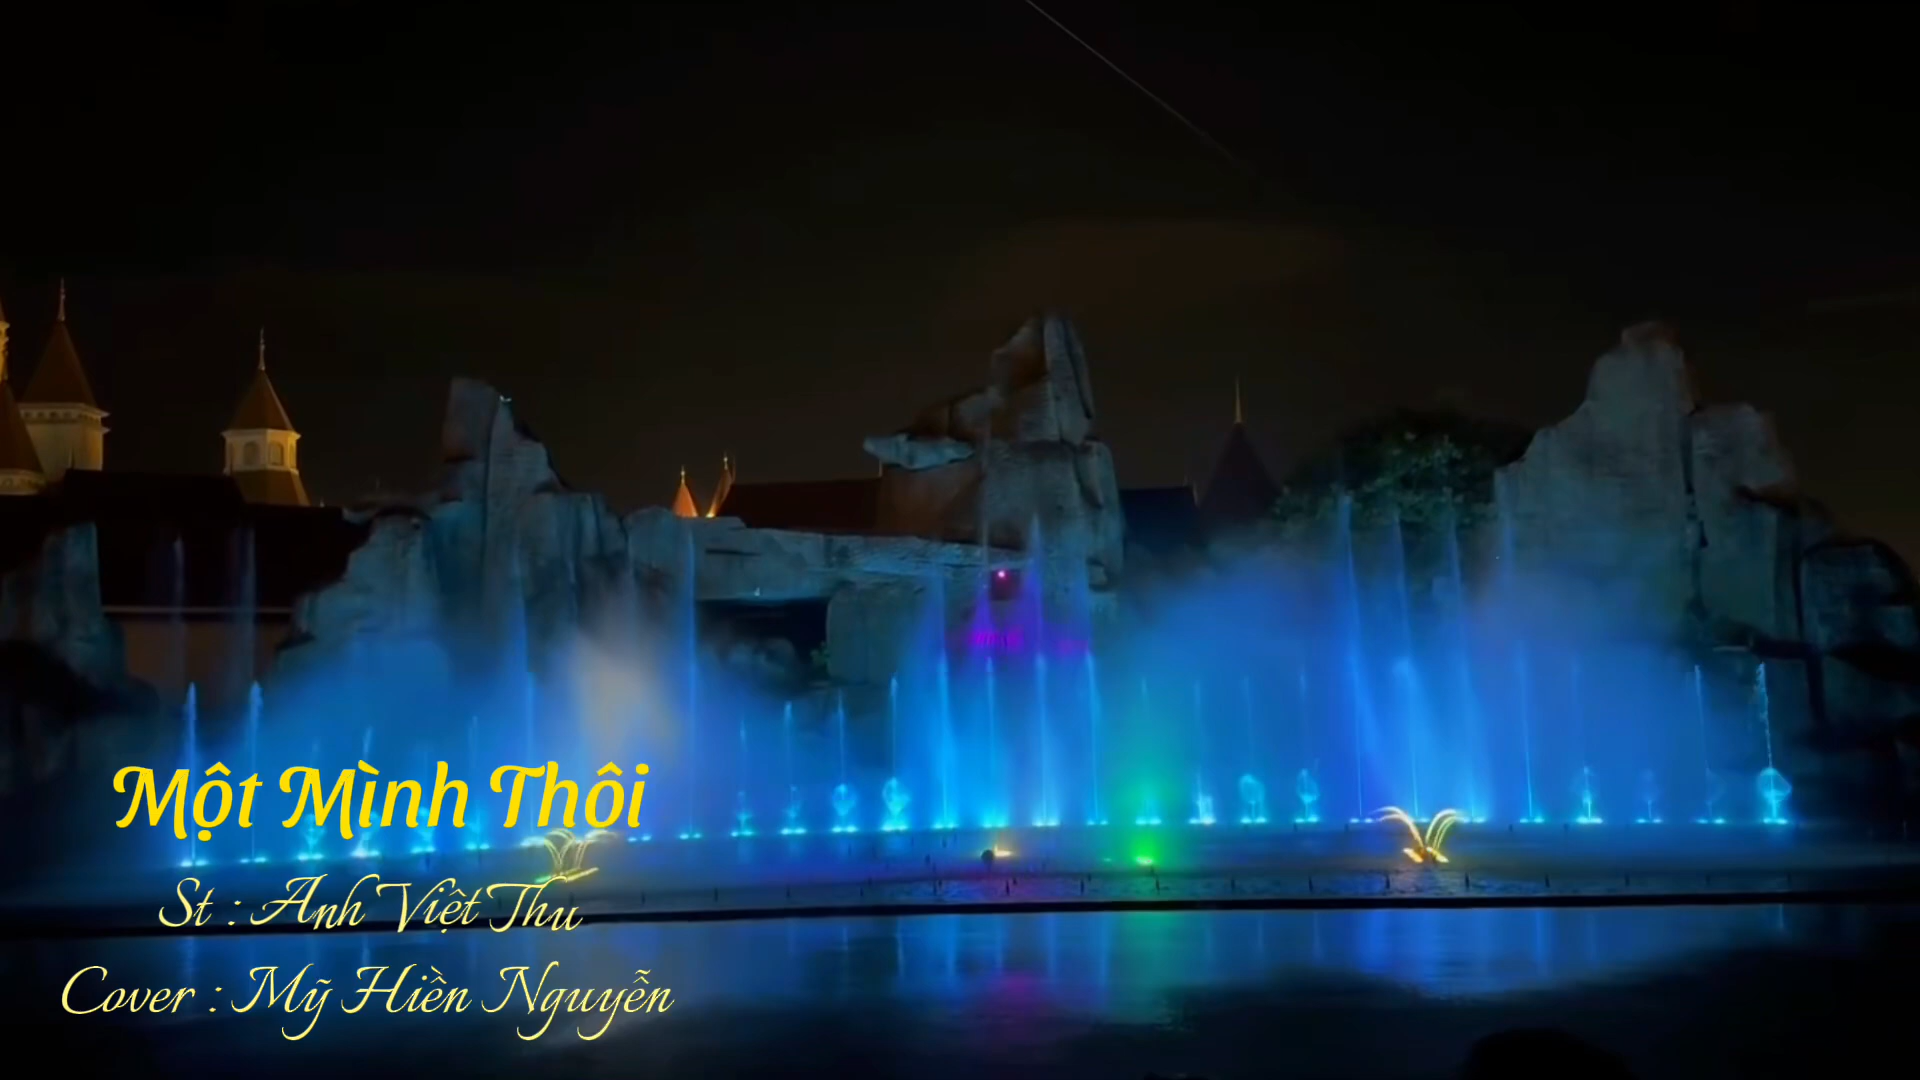 Một Mình Thôi
St : Anh Việt Thu
Cover : Mỹ Hiền Nguyễn